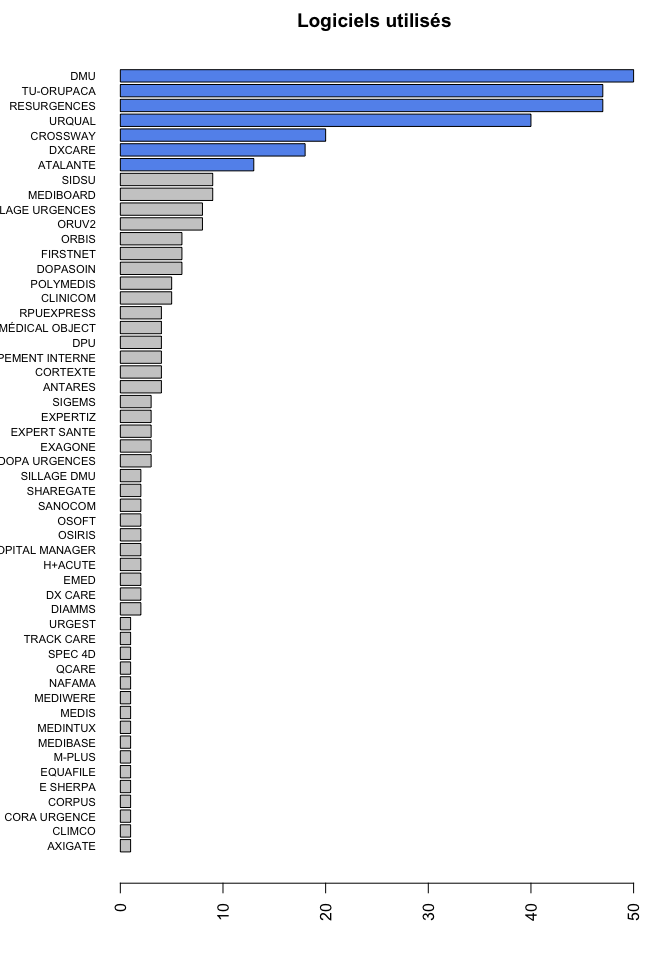 Logiciels utilisés
DMU
TU-ORUPACA
RESURGENCES
URQUAL
CROSSWAY
DXCARE
ATALANTE
SIDSU
MEDIBOARD
LAGE URGENCES
ORUV2
ORBIS
FIRSTNET
DOPASOIN
POLYMEDIS
CLINICOM
RPUEXPRESS
MÉDICAL OBJECT
DPU
PEMENT INTERNE
CORTEXTE
ANTARES
SIGEMS
EXPERTIZ
EXPERT SANTE
EXAGONE
DOPA URGENCES
SILLAGE DMU
SHAREGATE
SANOCOM
OSOFT
OSIRIS
OPITAL MANAGER
H+ACUTE
EMED
DX CARE
DIAMMS
URGEST
TRACK CARE
SPEC 4D
QCARE
NAFAMA
MEDIWERE
MEDIS
MEDINTUX
MEDIBASE
M-PLUS
EQUAFILE
E SHERPA
CORPUS
CORA URGENCE
CLIMCO
AXIGATE
0 10 20 30 40 50